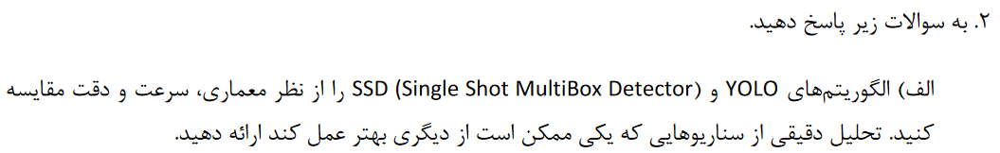 ۲. به سوالات زیر پاسخ دهید.
الف) الگوریتم‌های YOLO و SSD (Single Shot MultiBox Detector) را از نظر معماری، سرعت و دقت مقایسه
کنید. تحلیل دقیقی از سناریوهایی که یکی ممکن است از دیگری بهتر عمل کند ارائه دهید.